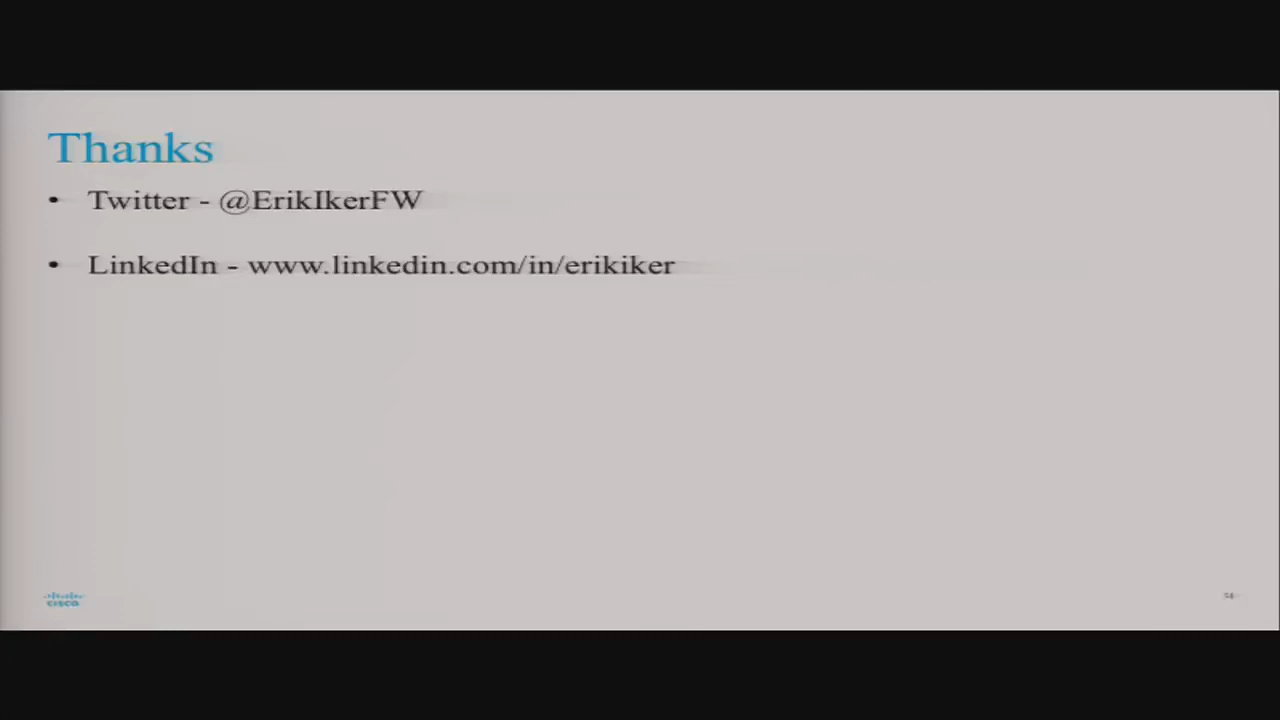 Thanks
• Twitter - @ErikIkerFW
• LinkedIn - www.linkedin.com/in/erikiker
cisco